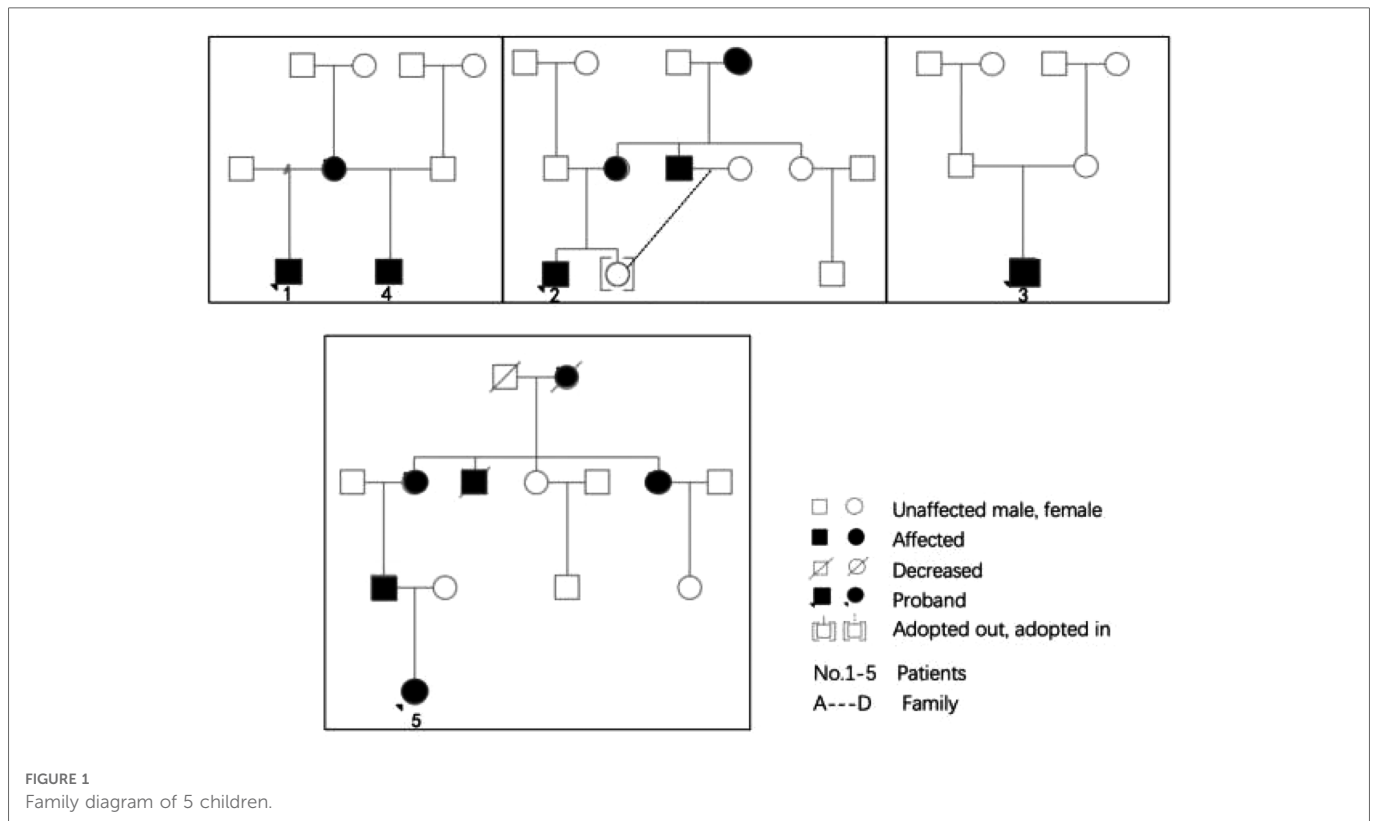 1
4
2
3
5
Unaffected male, female
Affected
Decreased
Proband
Adopted out, adopted in
No.1-5 Patients
A---D Family
FIGURE 1
Family diagram of 5 children.